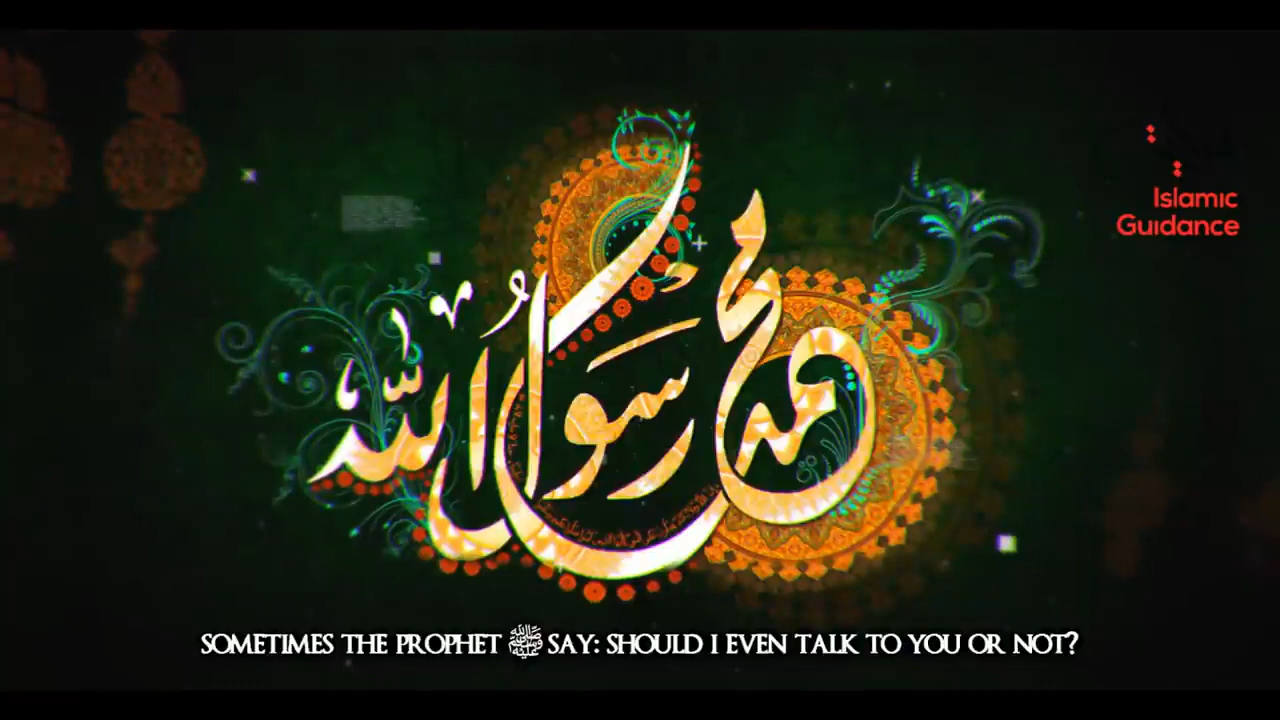 Islamic
Guidance
محمد رسول الله
SOMETIMES THE PROPHET ﷺ SAY: SHOULD I EVEN TALK TO YOU OR NOT?